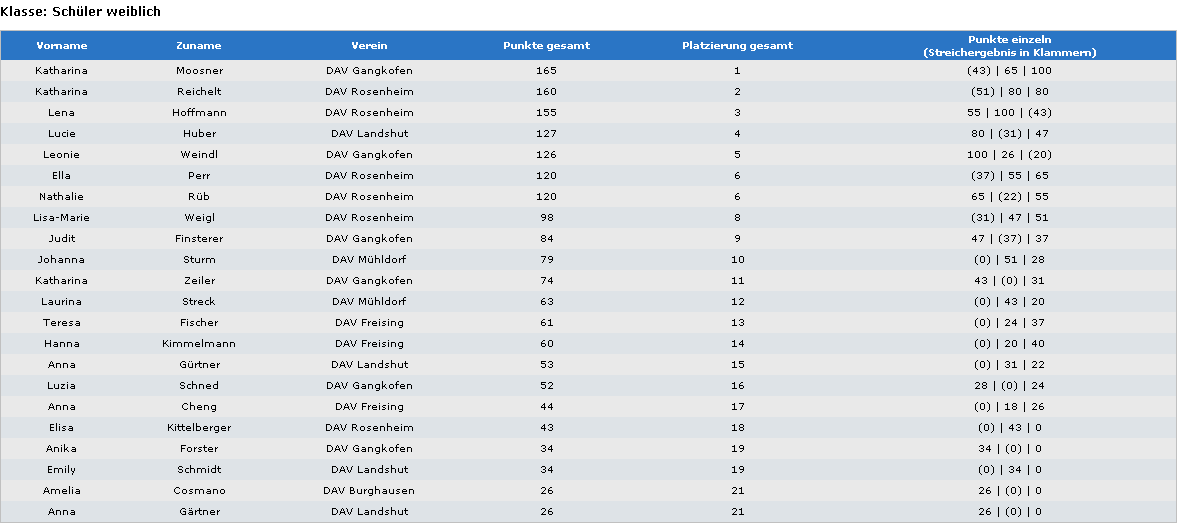 Klasse: Schüler weiblich
Vorname Zuname Verein Punkte gesamt Platzierung gesamt Punkte einzeln
(Streichergebnis in Klammern)
Katharina Moosner DAV Gangkofen 165 1 (43) | 65 | 100
Katharina Reichelt DAV Rosenheim 160 2 (51) | 80 | 80
Lena Hoffmann DAV Rosenheim 155 3 55 | 100 | (43)
Lucie Huber DAV Landshut 127 4 80 | (31) | 47
Leonie Weindl DAV Gangkofen 126 5 100 | 26 | (20)
Ella Perr DAV Rosenheim 120 6 (37) | 55 | 65
Nathalie Rüb DAV Rosenheim 120 6 65 | (22) | 55
Lisa-Marie Weigl DAV Rosenheim 98 8 (31) | 47 | 51
Judit Finsterer DAV Gangkofen 84 9 47 | (37) | 37
Johanna Sturm DAV Mühldorf 79 10 (0) | 51 | 28
Katharina Zeiler DAV Gangkofen 74 11 43 | (0) | 31
Laurina Streck DAV Mühldorf 63 12 (0) | 43 | 20
Teresa Fischer DAV Freising 61 13 (0) | 24 | 37
Hanna Kimmelmann DAV Freising 60 14 (0) | 20 | 40
Anna Gürtner DAV Landshut 53 15 (0) | 31 | 22
Luzia Schned DAV Gangkofen 52 16 28 | (0) | 24
Anna Cheng DAV Freising 44 17 (0) | 18 | 26
Elisa Kittelberger DAV Rosenheim 43 18 (0) | 43 | 0
Anika Forster DAV Gangkofen 34 19 34 | (0) | 0
Emily Schmidt DAV Landshut 34 19 (0) | 34 | 0
Amelia Cosmano DAV Burghausen 26 21 26 | (0) | 0
Anna Gärtner DAV Landshut 26 21 26 | (0) | 0